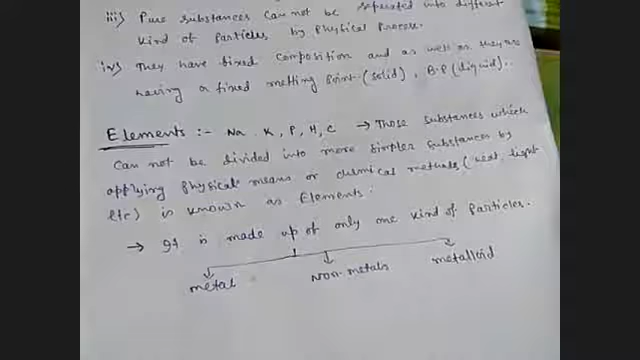 iii) Pure substances can not be seperated into different
kind of particles by physical process.
iv) They have fixed composition and as well as they are
having a fixed melting point (solid), B.P (liquid).
Elements :- Na, K, P, H, C → Those substances which
can not be divided into more simpler substances by
applying physical means or chemical methods (heat, light
etc) is known as Elements.
→ It is made up of only one kind of particles.
metal Non-metals metalloid